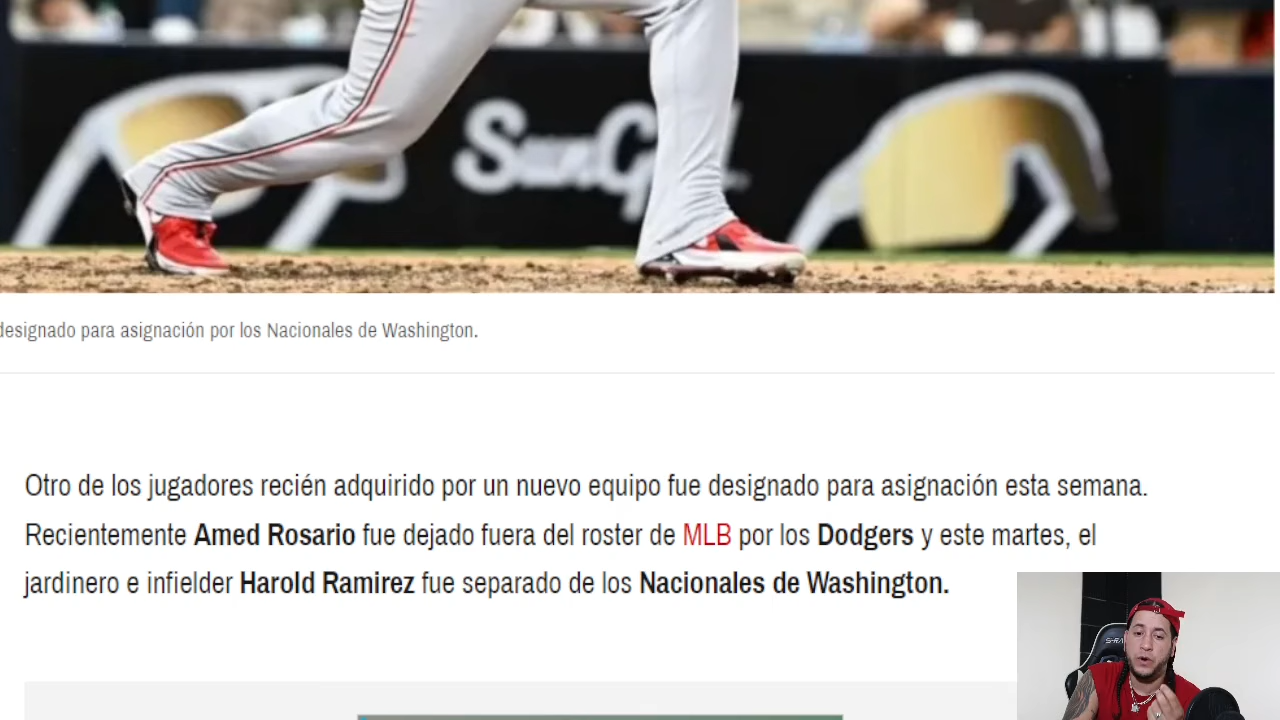 designado para asignación por los Nacionales de Washington.
Otro de los jugadores recién adquirido por un nuevo equipo fue designado para asignación esta semana.
Recientemente Amed Rosario fue dejado fuera del roster de MLB por los Dodgers y este martes, el
jardinero e infielder Harold Ramirez fue separado de los Nacionales de Washington.